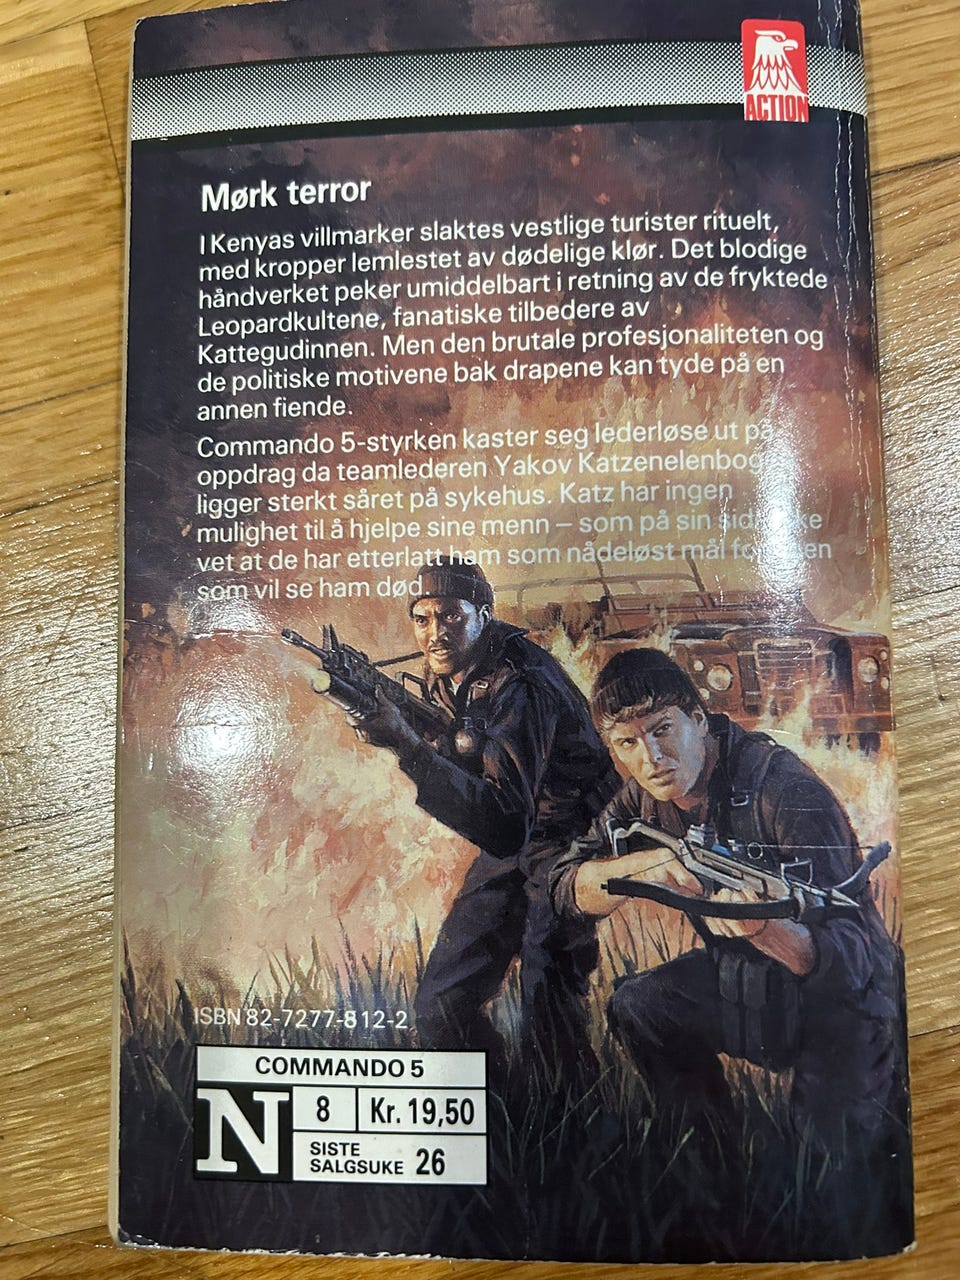 ACTION
Mørk terror
I Kenyas villmarker slaktes vestlige turister rituelt,
med kropper lemlestet av dødelige klør. Det blodige
håndverket peker umiddelbart i retning av de fryktede
Leopardkultene, fanatiske tilbedere av
Kattegudinnen. Men den brutale profesjonaliteten og
de politiske motivene bak drapene kan tyde på en
annen fiende.
Commando 5-styrken kaster seg lederløse ut på
oppdrag da teamlederen Yakov
ligger sterkt såret på sykehus. Katz har ingen
mulighet til å hjelpe sine menn – som på sin
vet at de har etterlatt ham som nådeløst mål
som vil se ham død.
ISBN 82-7277-812-2
COMMANDO 5
N 8 Kr. 19,50
SISTE
SALGSUKE 26